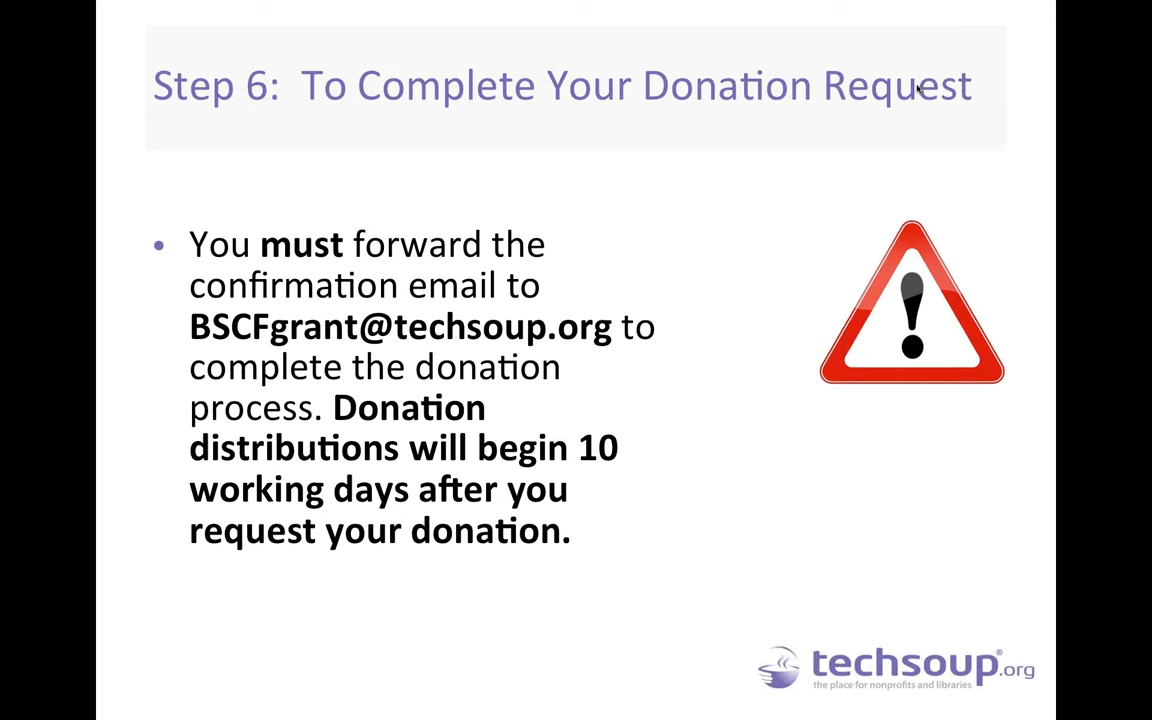 Step 6:  To Complete Your Donation Request
• You must forward the
confirmation email to
BSCFgrant@techsoup.org to
complete the donation
process. Donation
distributions will begin 10
working days after you
request your donation.
techsoup®.org
the place for nonprofits and libraries